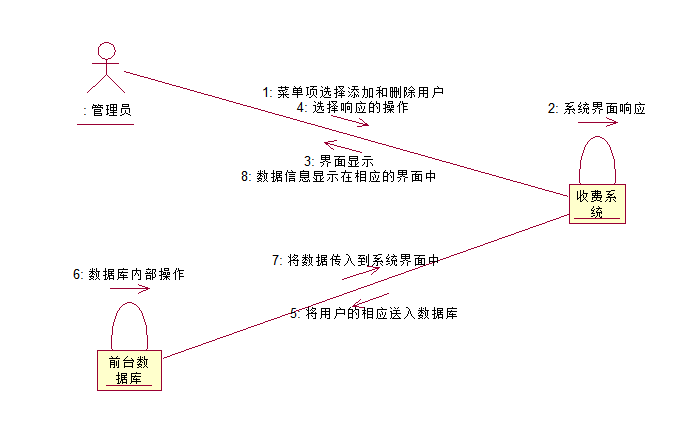 1: 菜单项选择添加和删除用户
4: 选择响应的操作
: 管理员
2: 系统界面响应
3: 界面显示
8: 数据信息显示在相应的界面中
收费系
统
7: 将数据传入到系统界面中
6: 数据库内部操作
5: 将用户的相应送入数据库
前台数
据库